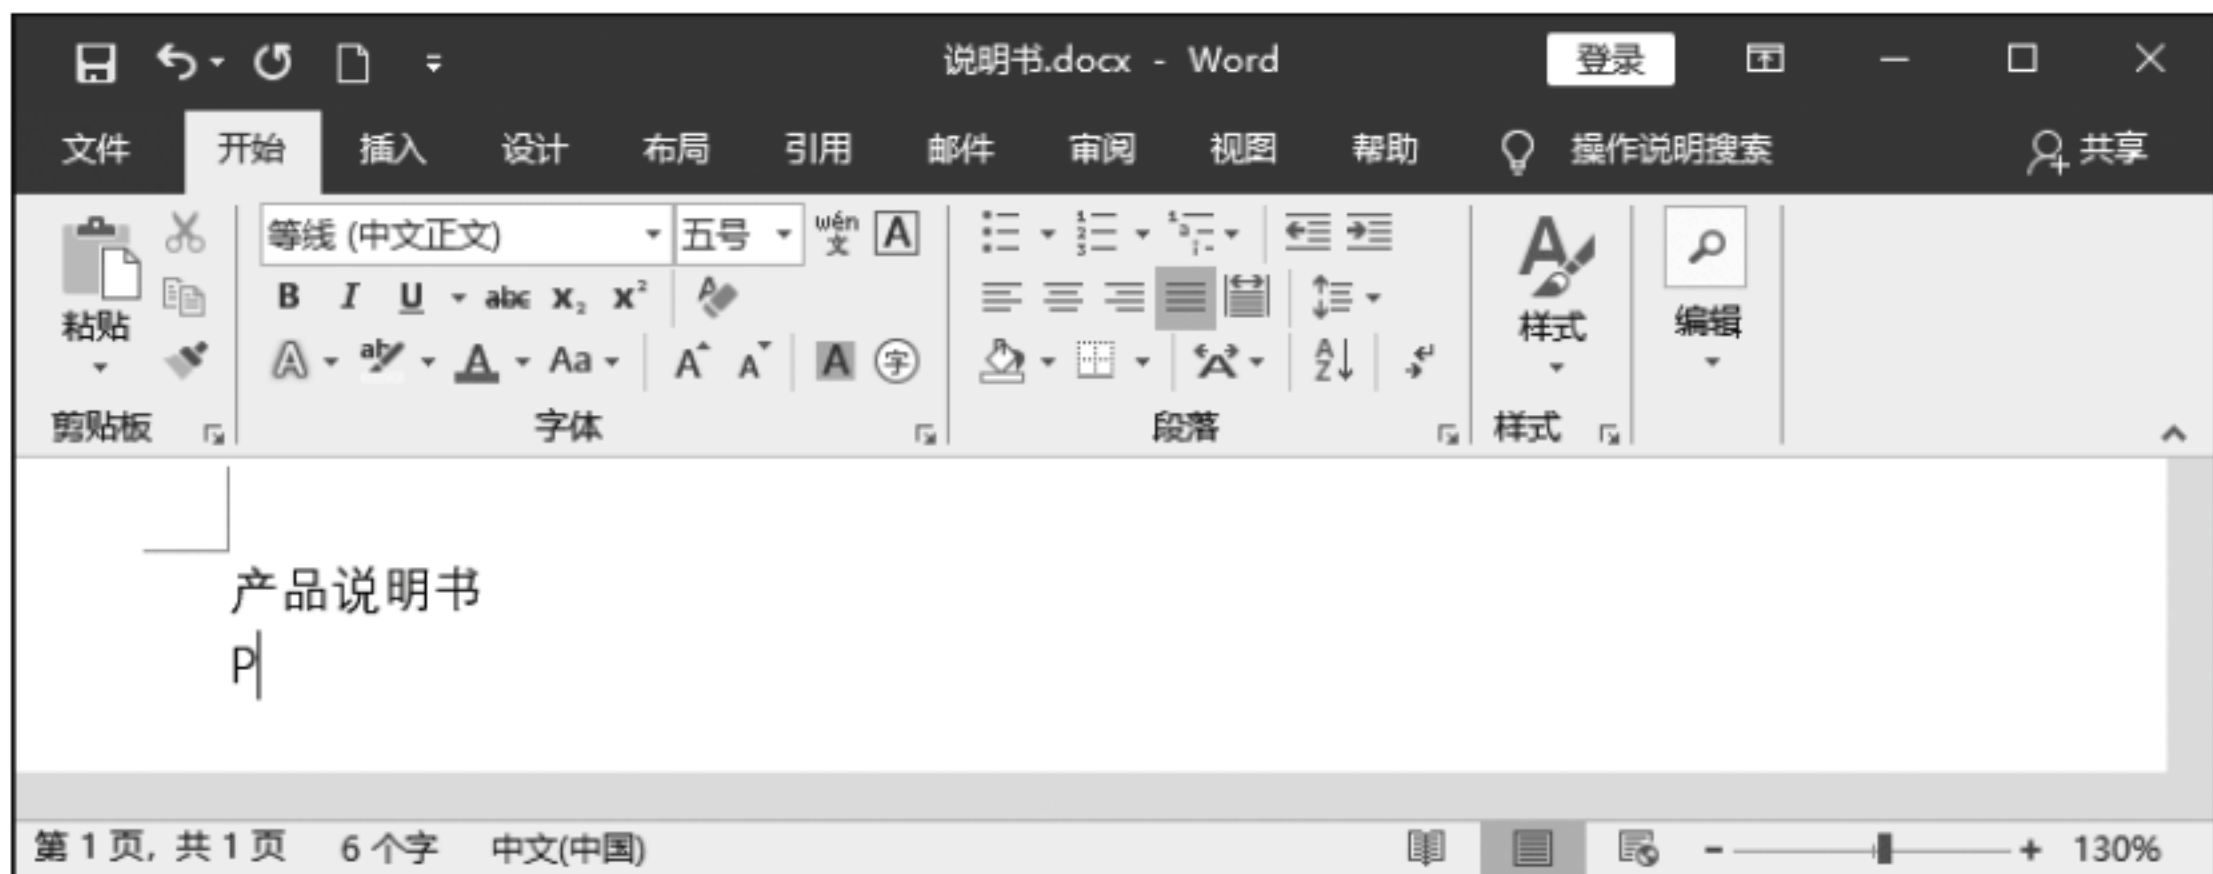 说明书.docx - Word 登录
文件 开始 插入 设计 布局 引用 邮件 审阅 视图 帮助 操作说明搜索 共享
等线 (中文正文) 五号 wén 文 A
B I U abc X₂ X²
粘贴 样式 编辑
A ab A Aa A A A 字 A Z
剪贴板 字体 段落 样式
产品说明书
P
第 1 页, 共 1 页 6 个字 中文(中国) 130%